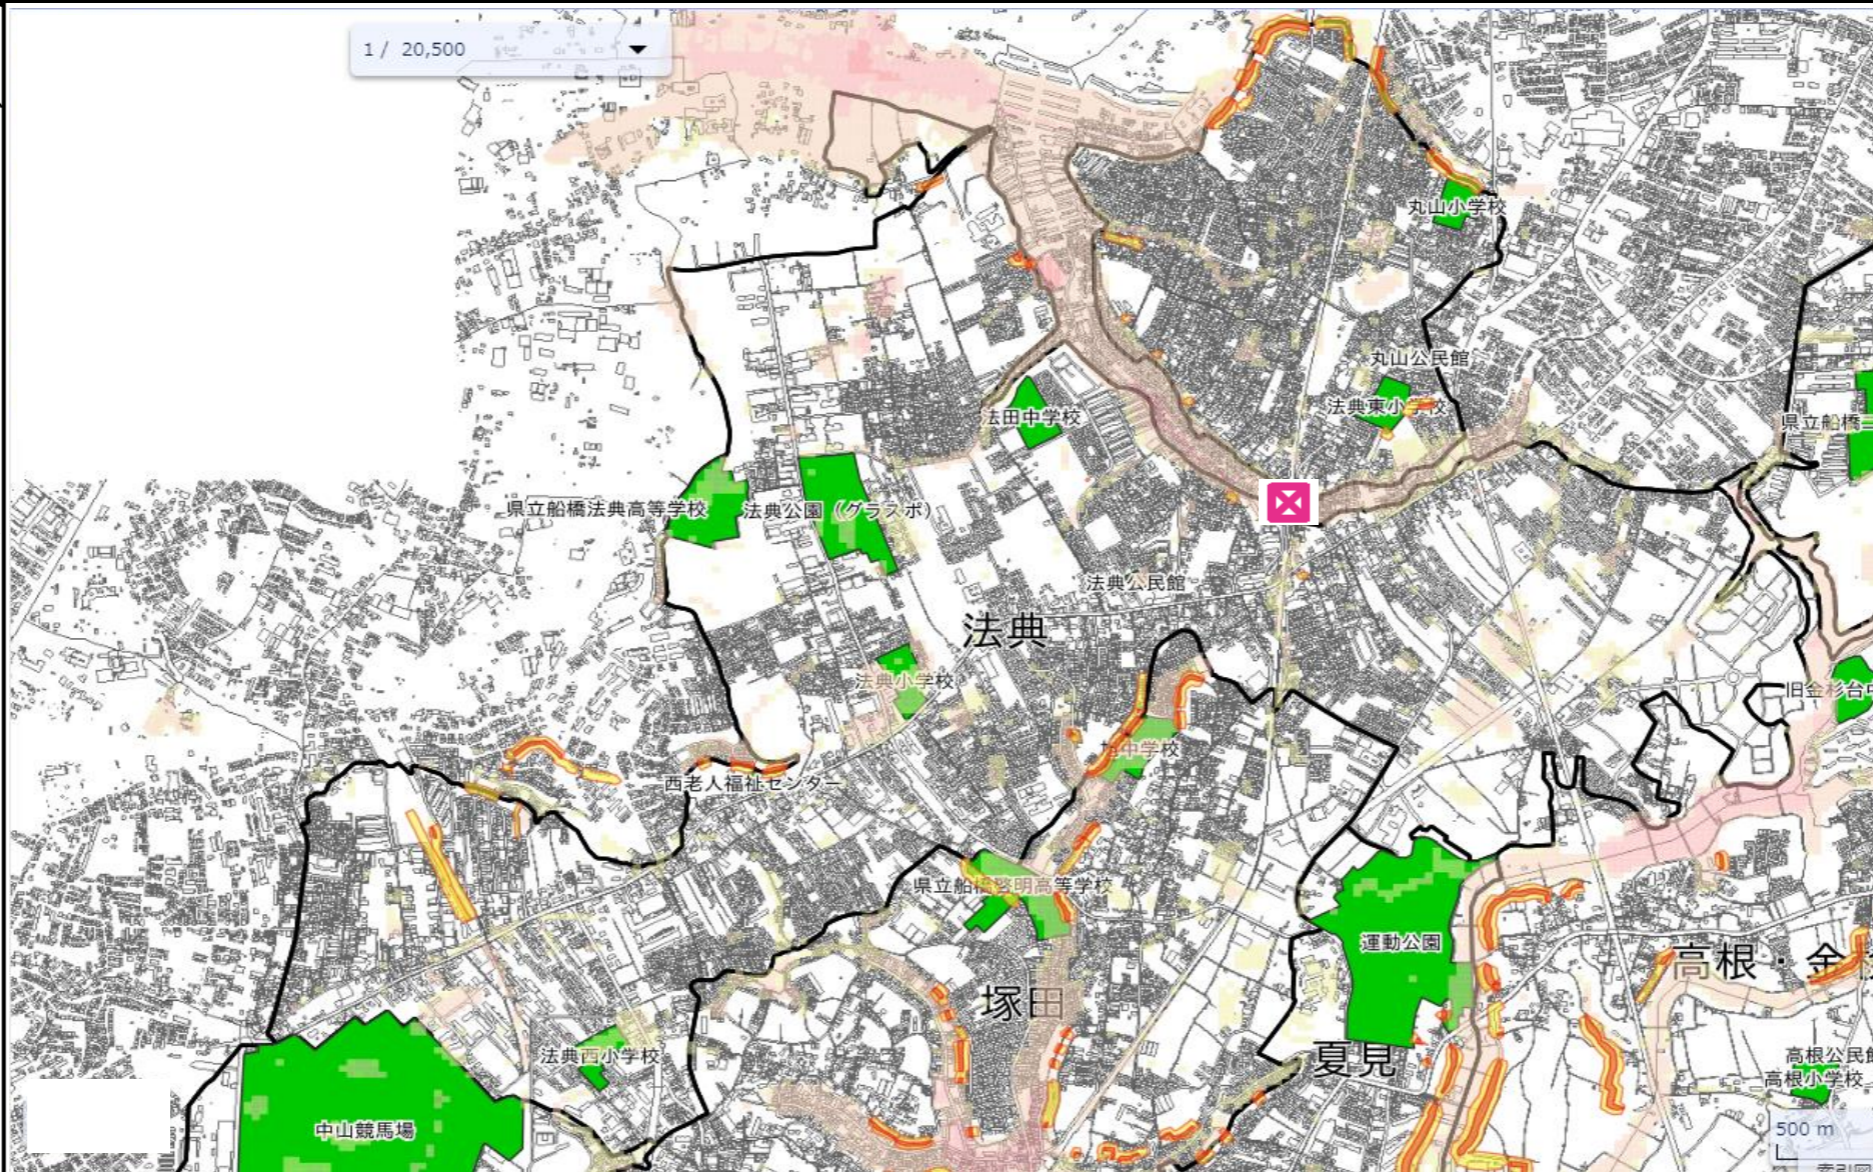 1 / 20,500
丸山小学校
丸山公民館
法典東小学校
法田中学校
県立船橋
県立船橋法典高等学校
法典公園（グラスポ）
法典公民館
法典
法典小学校
旧金杉台中
旭中学校
西老人福祉センター
県立船橋啓明高等学校
運動公園
高根・金杉
塚田
夏見
法典西小学校
高根公民館
高根小学校
中山競馬場
500 m